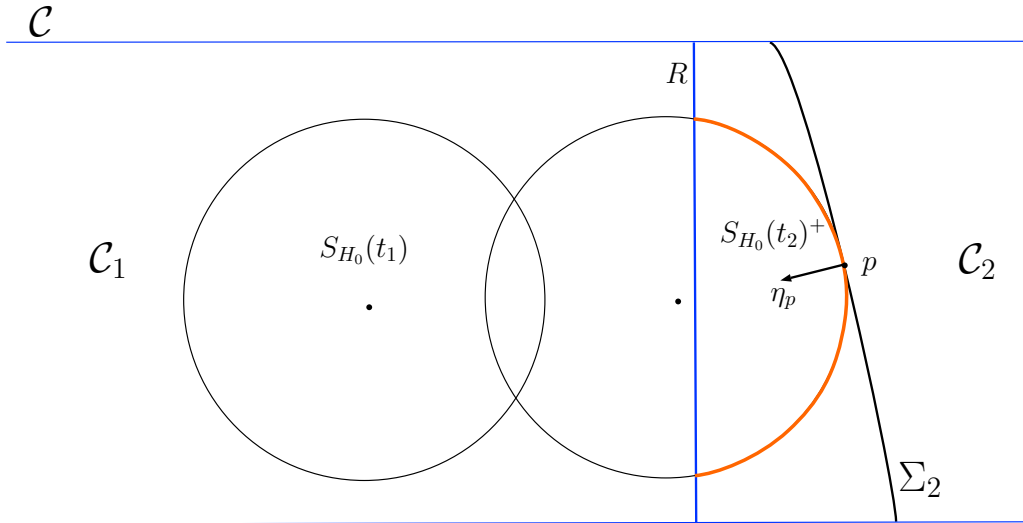 𝒞
R
S_{H_0}(t_2)^+
S_{H_0}(t_1)
𝒞_1
p
𝒞_2
η_p
Σ_2